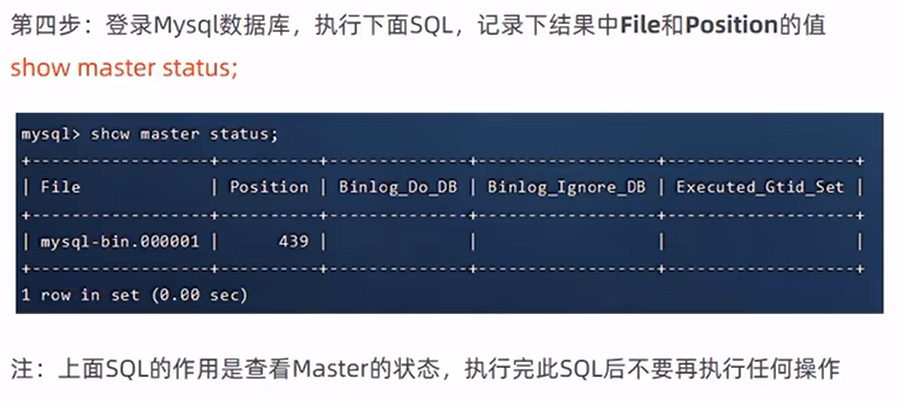 第四步：登录Mysql数据库，执行下面SQL，记录下结果中File和Position的值
show master status;
mysql> show master status;
+------------------+----------+--------------+------------------+-------------------+
| File | Position | Binlog_Do_DB | Binlog_Ignore_DB | Executed_Gtid_Set |
+------------------+----------+--------------+------------------+-------------------+
| mysql-bin.000001 | 439 | | | |
+------------------+----------+--------------+------------------+-------------------+
1 row in set (0.00 sec)
注：上面SQL的作用是查看Master的状态，执行完此SQL后不要再执行任何操作